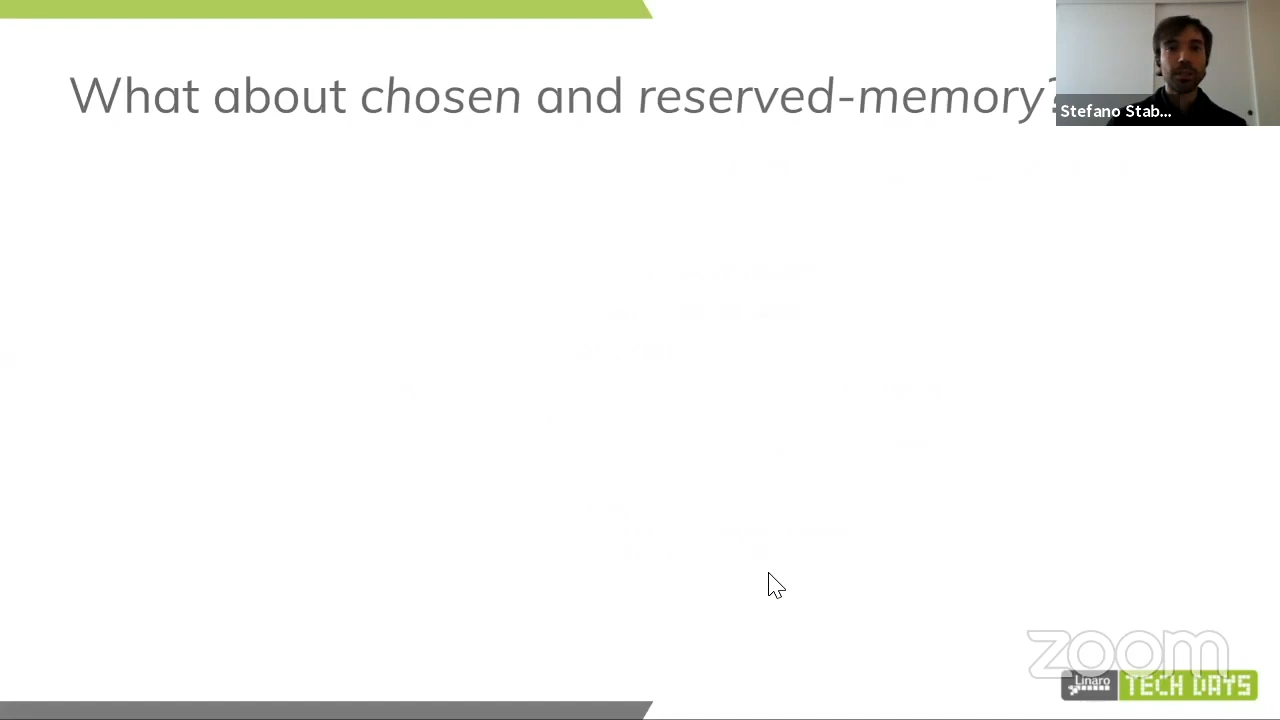 What about chosen and reserved-memory?
Stefano Stab...
zoom
Linaro
TECH DAYS